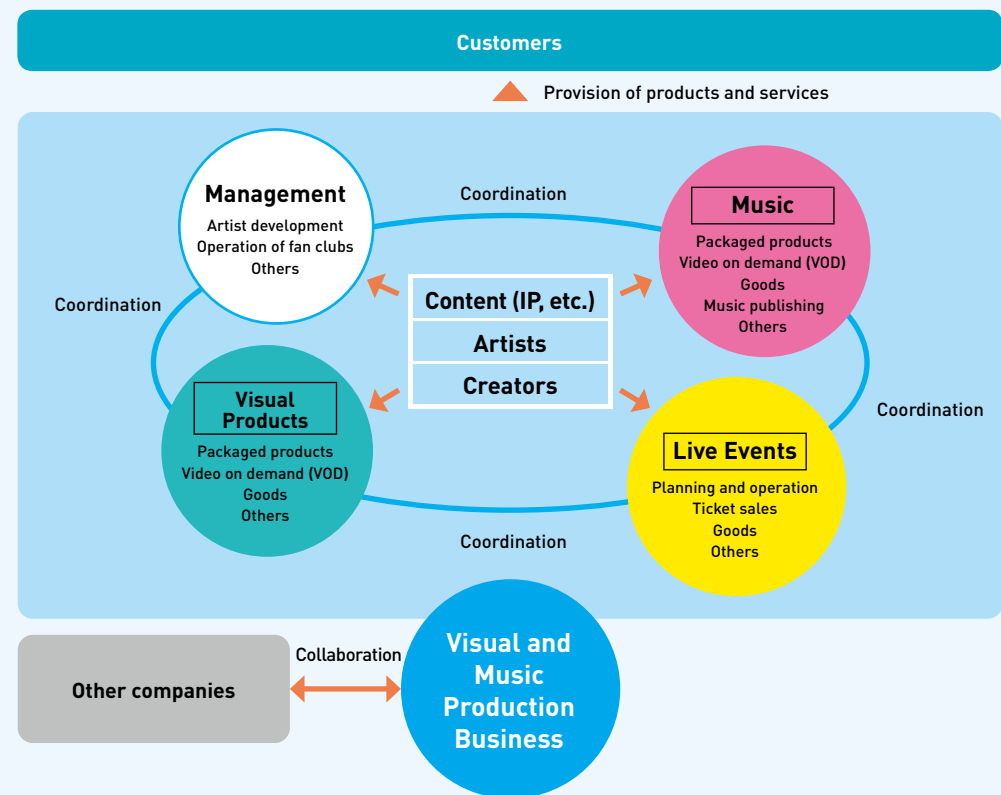 Customers
Provision of products and services
Coordination
Management
Artist development
Operation of fan clubs
Others
Music
Packaged products
Video on demand (VOD)
Goods
Music publishing
Others
Coordination
Content (IP, etc.)
Artists
Creators
Visual
Products
Packaged products
Video on demand (VOD)
Goods
Others
Coordination
Live Events
Planning and operation
Ticket sales
Goods
Others
Coordination
Other companies
Collaboration
Visual and
Music
Production
Business